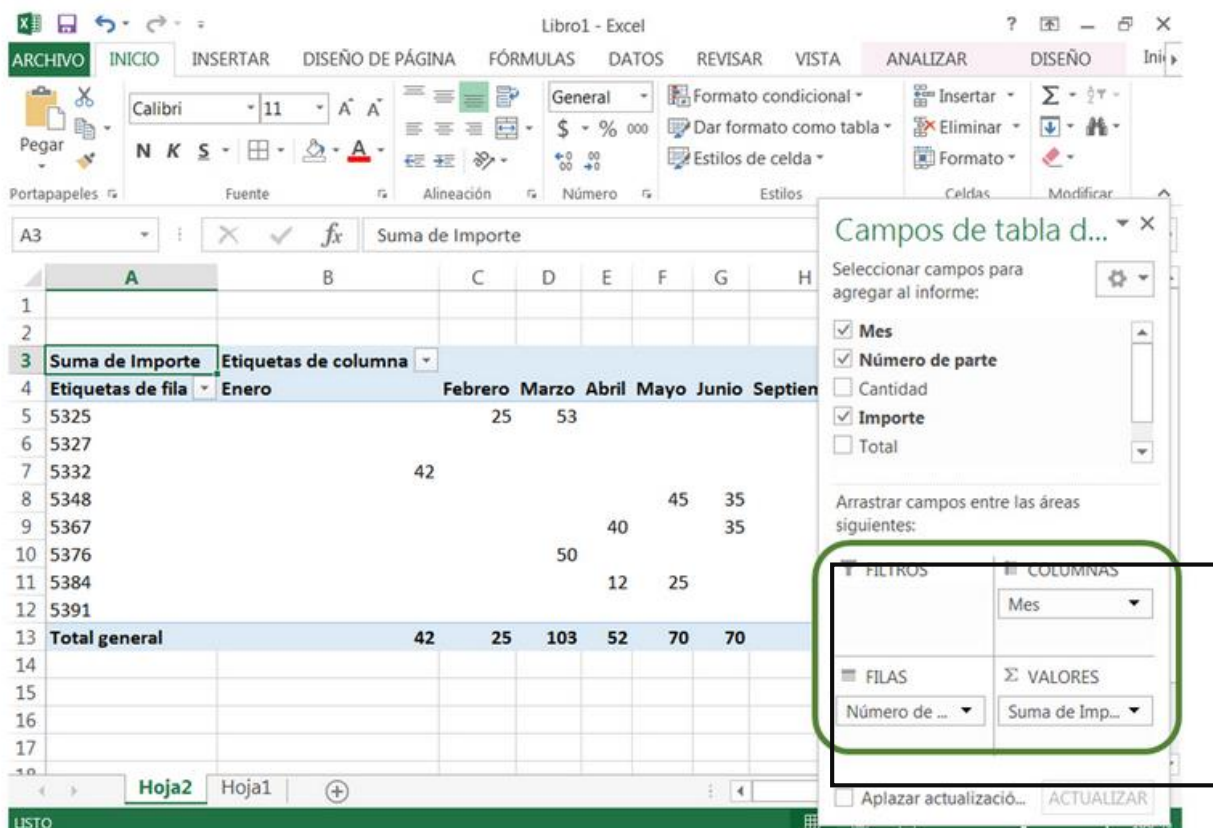 Libro1 - Excel
ARCHIVO INICIO INSERTAR DISEÑO DE PÁGINA FÓRMULAS DATOS REVISAR VISTA ANALIZAR DISEÑO
Pegar
Calibri 11
N K S
General
$ % 000
Formato condicional
Dar formato como tabla
Estilos de celda
Insertar
Eliminar
Formato
Portapapeles Fuente Alineación Número Estilos Celdas Modificar
A3 fx Suma de Importe
A B C D E F G H
1
2
3 Suma de Importe Etiquetas de columna
4 Etiquetas de fila Enero Febrero Marzo Abril Mayo Junio Septien
5 5325 25 53
6 5327
7 5332 42
8 5348 45 35
9 5367 40 35
10 5376 50
11 5384 12 25
12 5391
13 Total general 42 25 103 52 70 70
14
15
16
17
Hoja2 Hoja1
LISTO
Campos de tabla d...
Seleccionar campos para
agregar al informe:
Mes
Número de parte
Cantidad
Importe
Total
Arrastrar campos entre las áreas
siguientes:
FILTROS COLUMNAS
Mes
FILAS Σ VALORES
Número de ... Suma de Imp...
Aplazar actualizació... ACTUALIZAR